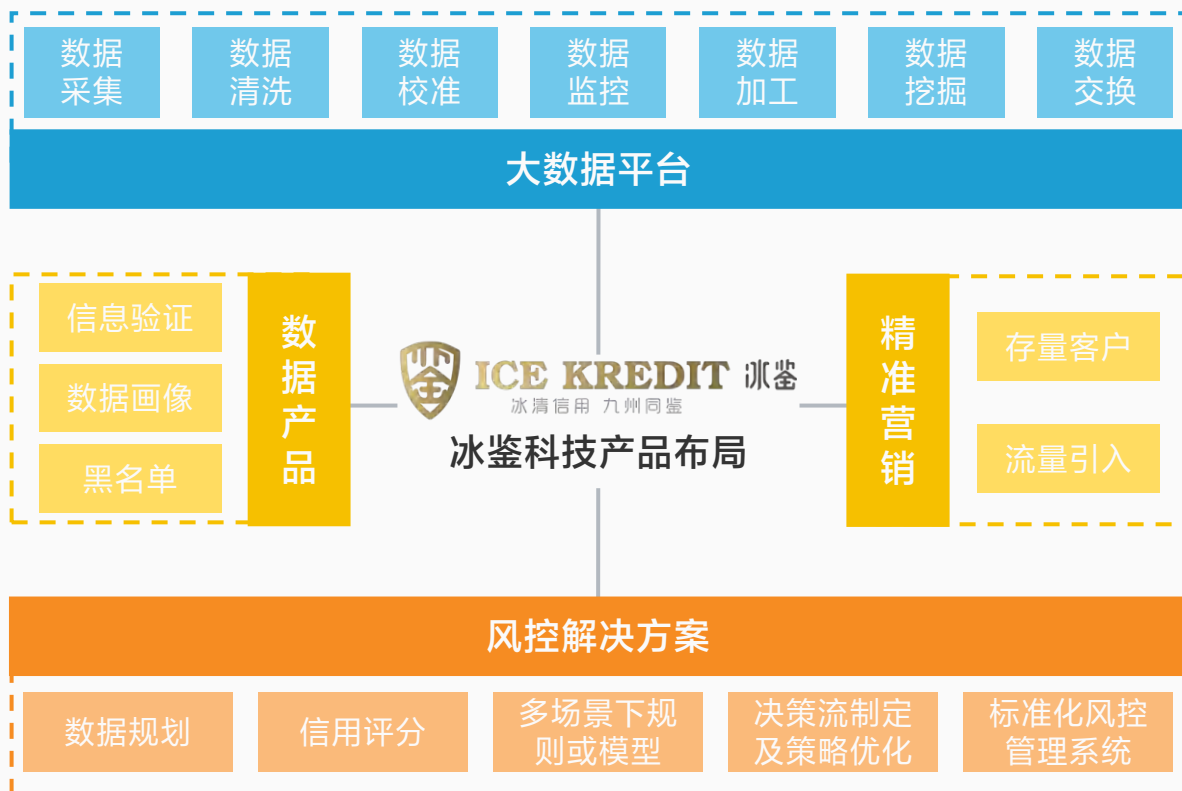 数据
采集
数据
清洗
数据
校准
数据
监控
数据
加工
数据
挖掘
数据
交换
大数据平台
信息验证
数据画像
黑名单
数据产品
ICE KREDIT 冰鉴
冰清信用 九州同鉴
冰鉴科技产品布局
精准营销
存量客户
流量引入
风控解决方案
数据规划
信用评分
多场景下规
则或模型
决策流制定
及策略优化
标准化风控
管理系统